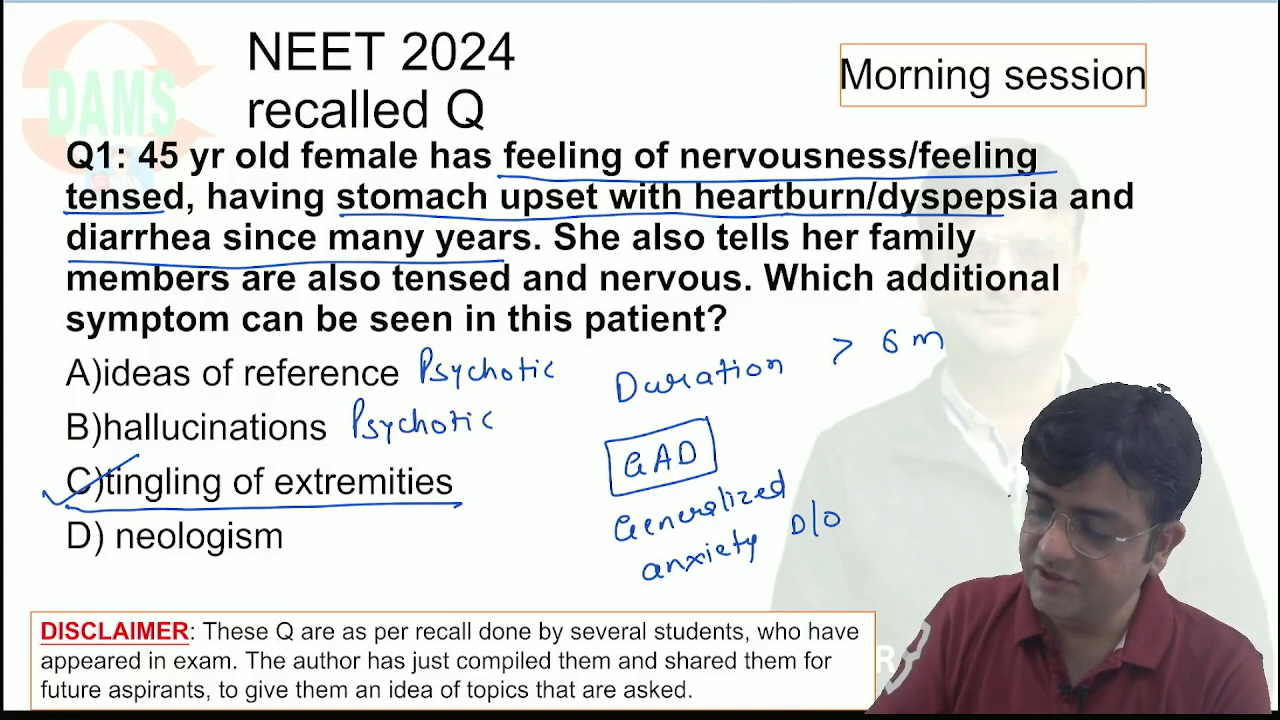 DAMS
NEET 2024
recalled Q
Morning session
Q1: 45 yr old female has feeling of nervousness/feeling
tensed, having stomach upset with heartburn/dyspepsia and
diarrhea since many years. She also tells her family
members are also tensed and nervous. Which additional
symptom can be seen in this patient?
A)ideas of reference Psychotic
B)hallucinations Psychotic
C)tingling of extremities
D) neologism
Duration > 6 m
GAD
Generalized
anxiety D/O
DISCLAIMER: These Q are as per recall done by several students, who have
appeared in exam. The author has just compiled them and shared them for
future aspirants, to give them an idea of topics that are asked.